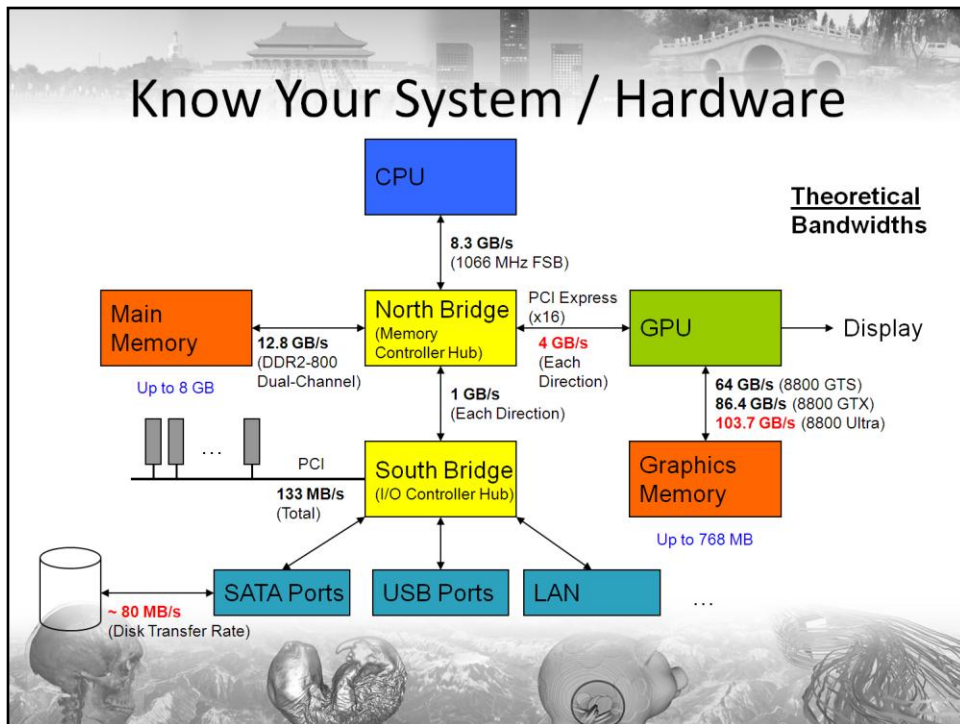 Know Your System / Hardware
CPU
Theoretical
Bandwidths
8.3 GB/s
(1066 MHz FSB)
Main
Memory
12.8 GB/s
(DDR2-800
Dual-Channel)
Up to 8 GB
North Bridge
(Memory
Controller Hub)
PCI Express
(x16)
4 GB/s
(Each
Direction)
GPU
Display
1 GB/s
(Each Direction)
64 GB/s (8800 GTS)
86.4 GB/s (8800 GTX)
103.7 GB/s (8800 Ultra)
...
PCI
133 MB/s
(Total)
South Bridge
(I/O Controller Hub)
Graphics
Memory
Up to 768 MB
SATA Ports
USB Ports
LAN
...
~ 80 MB/s
(Disk Transfer Rate)